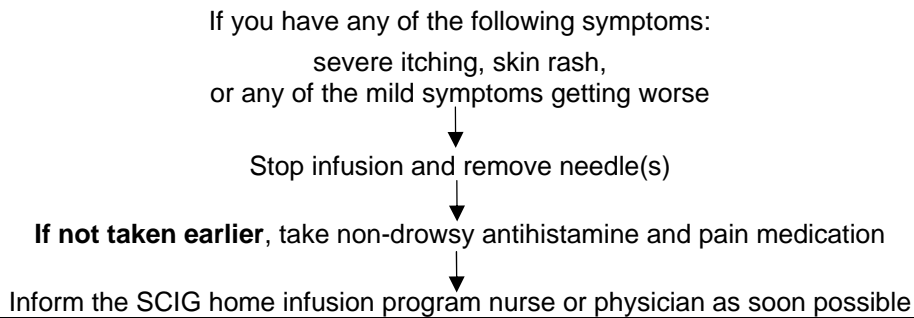 If you have any of the following symptoms:
severe itching, skin rash,
or any of the mild symptoms getting worse
Stop infusion and remove needle(s)
If not taken earlier, take non-drowsy antihistamine and pain medication
Inform the SCIG home infusion program nurse or physician as soon possible